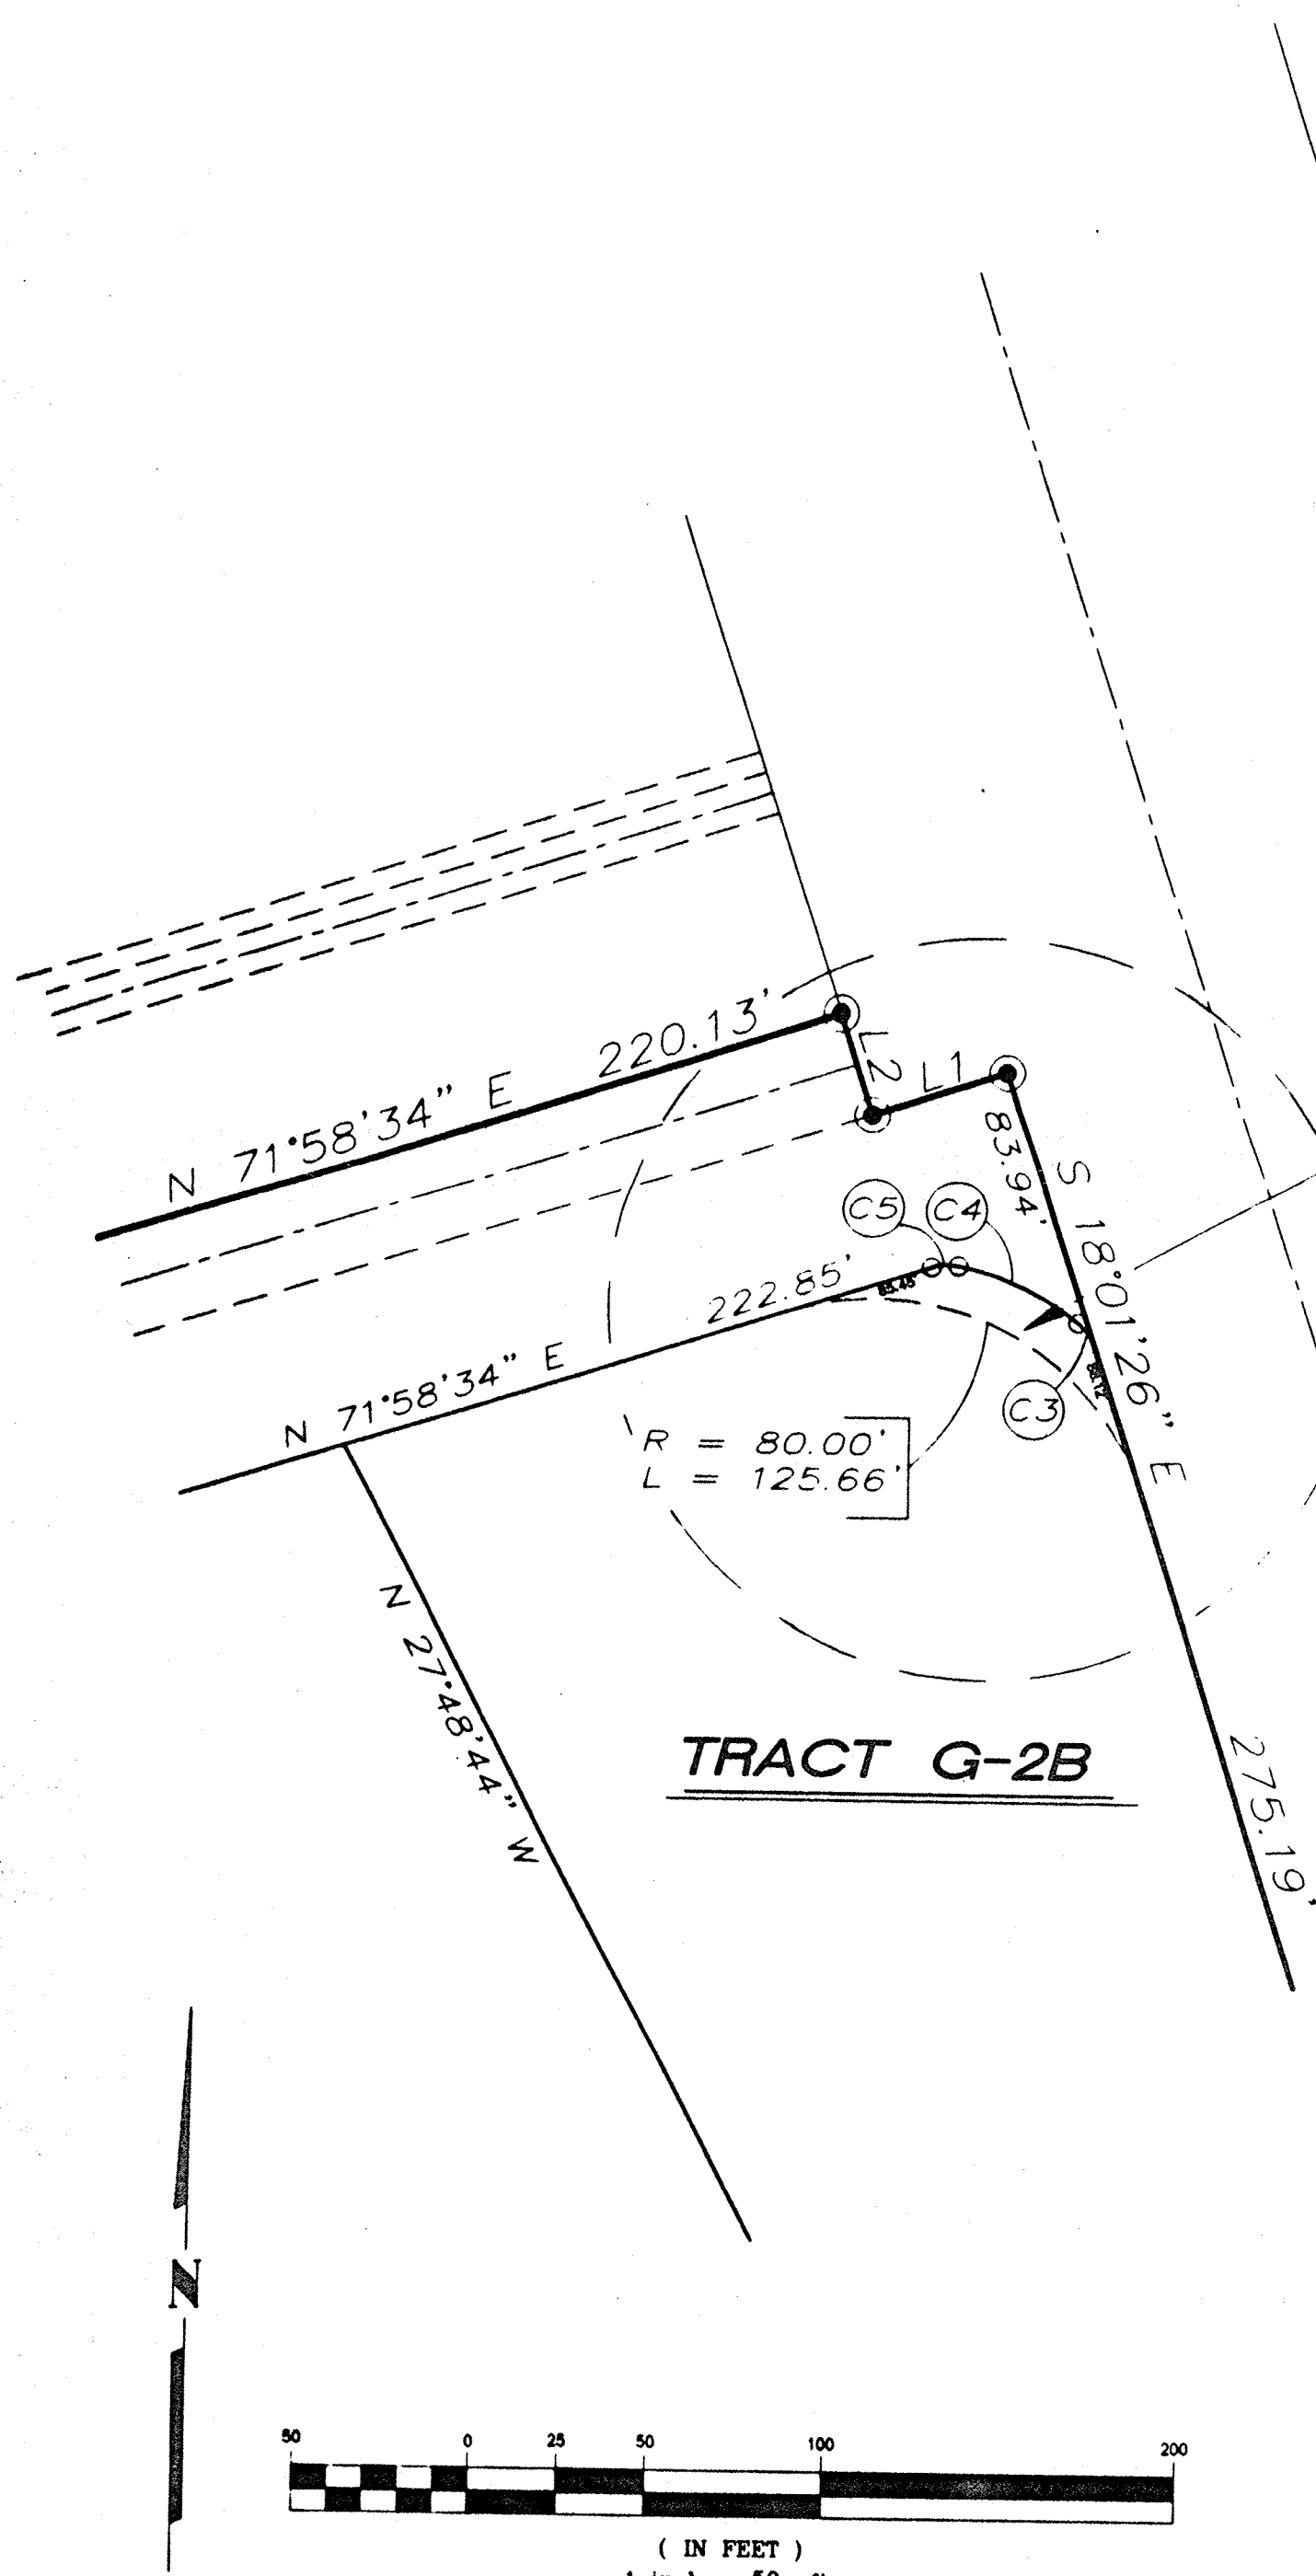 N 71°58'34" E 220.13'
L2
L1
83.94'
S 18°01'26" E
275.19'
C5
C4
C3
N 71°58'34" E 222.85'
R = 80.00'
L = 125.66'
N 27°48'44" W
TRACT G-2B
N
50 0 25 50 100 200
( IN FEET )